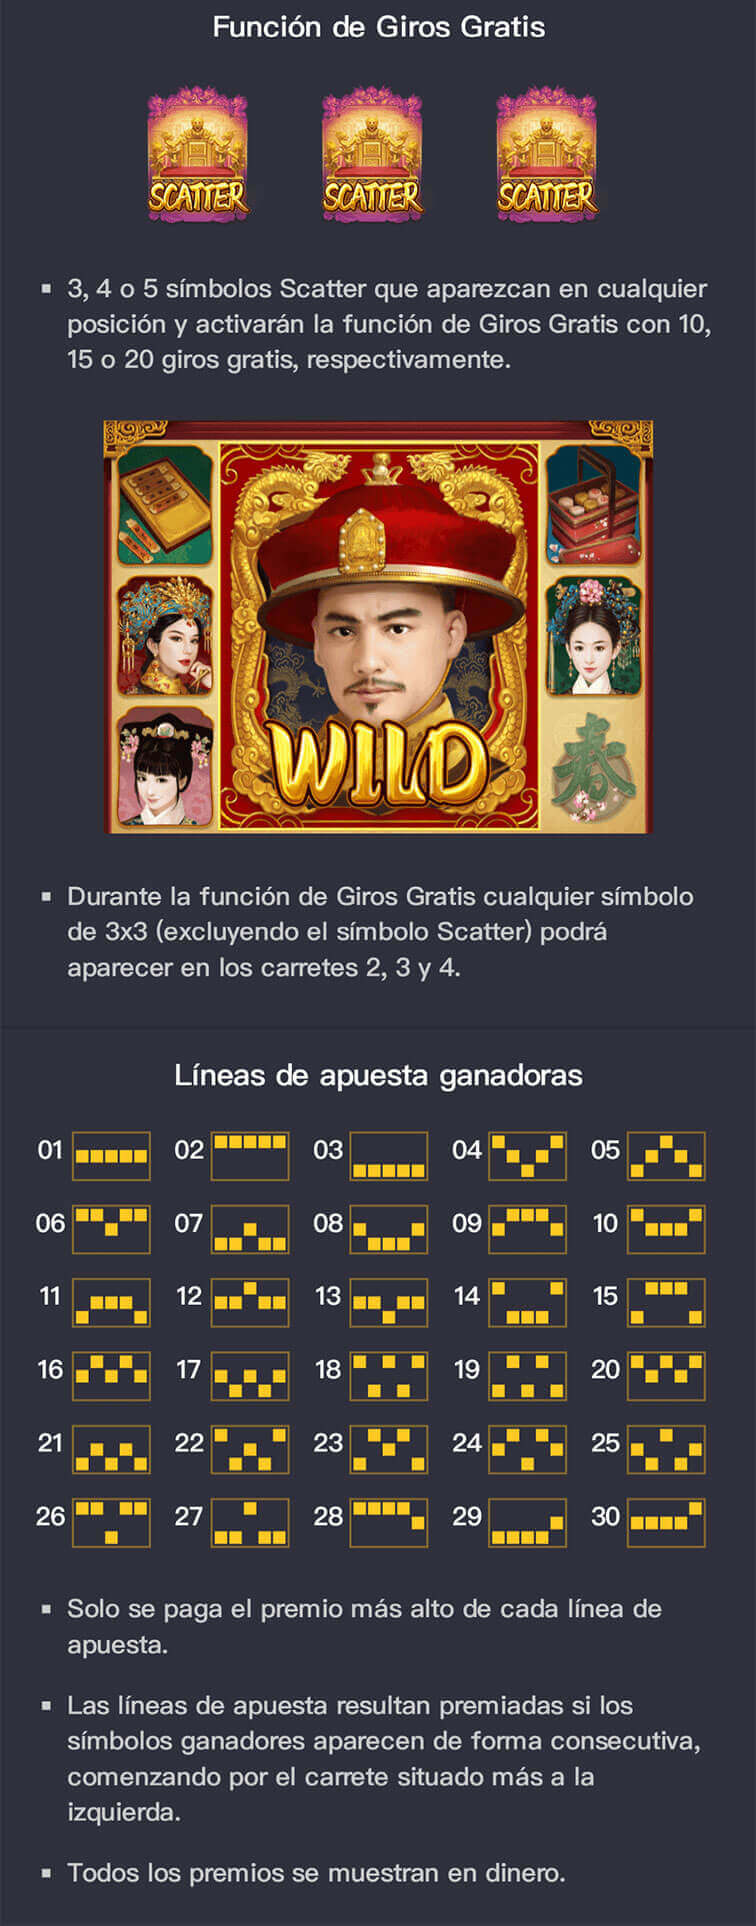 Función de Giros Gratis
SCATTER SCATTER SCATTER
▪ 3, 4 o 5 símbolos Scatter que aparezcan en cualquier
posición y activarán la función de Giros Gratis con 10,
15 o 20 giros gratis, respectivamente.
WILD
春
▪ Durante la función de Giros Gratis cualquier símbolo
de 3x3 (excluyendo el símbolo Scatter) podrá
aparecer en los carretes 2, 3 y 4.
Líneas de apuesta ganadoras
01 02 03 04 05
06 07 08 09 10
11 12 13 14 15
16 17 18 19 20
21 22 23 24 25
26 27 28 29 30
▪ Solo se paga el premio más alto de cada línea de
apuesta.
▪ Las líneas de apuesta resultan premiadas si los
símbolos ganadores aparecen de forma consecutiva,
comenzando por el carrete situado más a la
izquierda.
▪ Todos los premios se muestran en dinero.